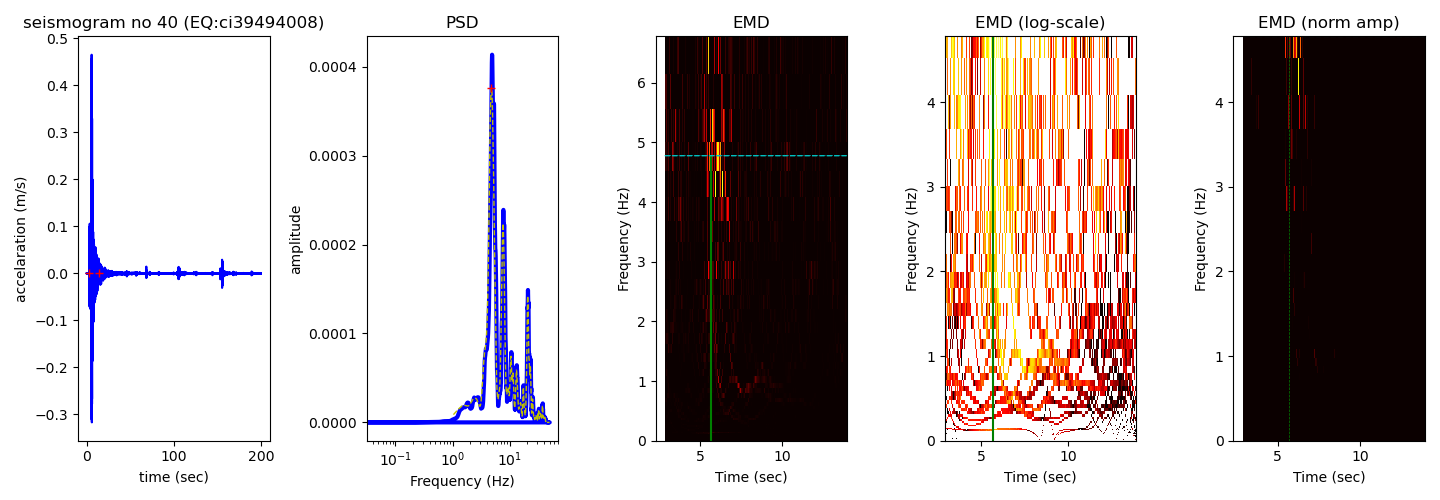 seismogram no 40 (EQ:ci39494008)
accelaration (m/s)
0.5
0.4
0.3
0.2
0.1
0.0
−0.1
−0.2
−0.3
0 100 200
time (sec)
PSD
amplitude
0.0004
0.0003
0.0002
0.0001
0.0000
10⁻¹ 10⁰ 10¹
Frequency (Hz)
EMD
Frequency (Hz)
6
5
4
3
2
1
0
5 10
Time (sec)
EMD (log-scale)
Frequency (Hz)
4
3
2
1
0
5 10
Time (sec)
EMD (norm amp)
Frequency (Hz)
4
3
2
1
0
5 10
Time (sec)